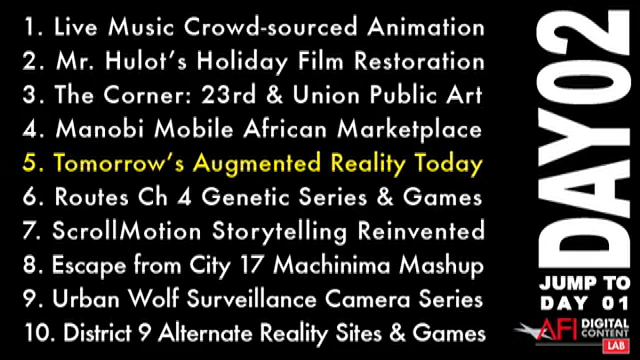 1. Live Music Crowd-sourced Animation
2. Mr. Hulot's Holiday Film Restoration
3. The Corner: 23rd & Union Public Art
4. Manobi Mobile African Marketplace
5. Tomorrow's Augmented Reality Today
6. Routes Ch 4 Genetic Series & Games
7. ScrollMotion Storytelling Reinvented
8. Escape from City 17 Machinima Mashup
9. Urban Wolf Surveillance Camera Series
10. District 9 Alternate Reality Sites & Games
DAY02
JUMP TO
DAY 01
AFI DIGITAL
CONTENT
LAB